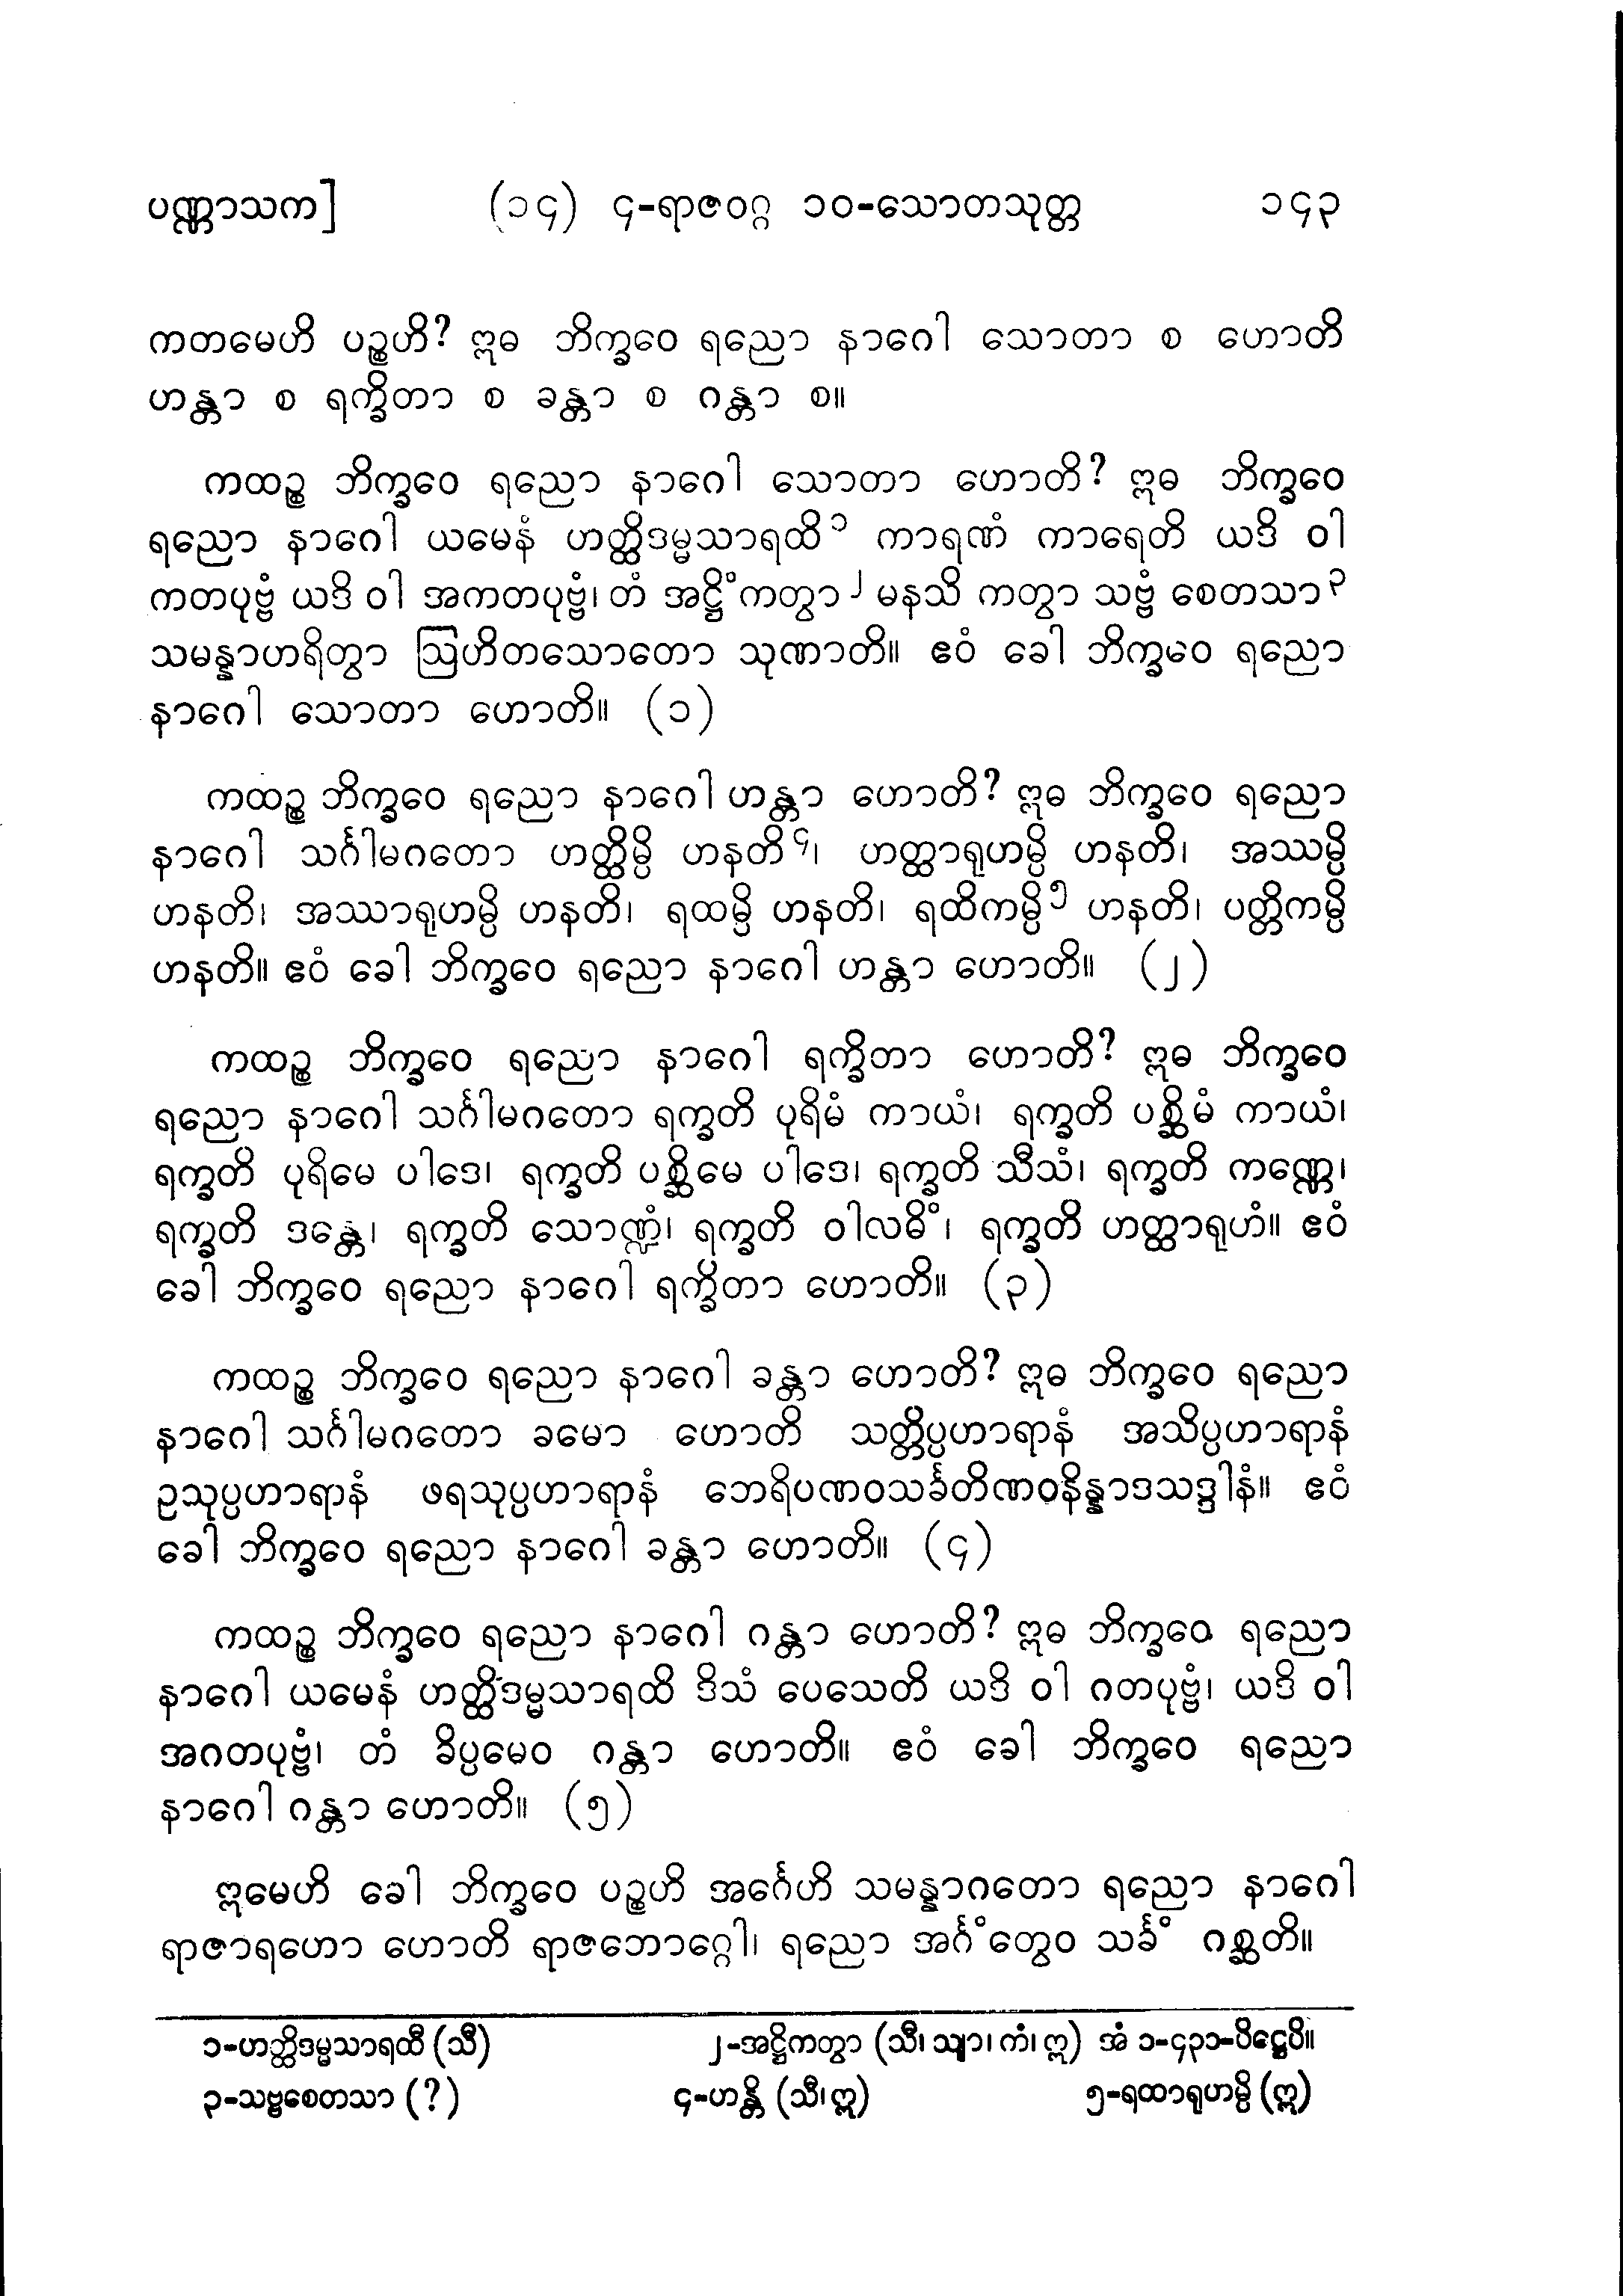 ပဏ္ဏာသက] (၁၄) ၄-ရာဇဝဂ္ဂ ၁၀-သောတသုတ္တ ၁၄၃
ကတမေဟိ ပဉ္စဟိ? ဣဓ ဘိက္ခဝေ ရညော နာဂေါ သောတာ စ ဟောတိ
ဟန္တာ စ ရက္ခိတာ စ ခန္တာ စ ဂန္တာ စ။
ကထဉ္စ ဘိက္ခဝေ ရညော နာဂေါ သောတာ ဟောတိ? ဣဓ ဘိက္ခဝေ
ရညော နာဂေါ ယမေနံ ဟတ္ထိဒမ္မသာရထိ ၁ ကာရဏံ ကာရေတိ ယဒိ ဝါ
ကတပုဗ္ဗံ ယဒိ ဝါ အကတပုဗ္ဗံ၊ တံ အဋ္ဌိံကတွာ ၂ မနသိ ကတွာ သဗ္ဗံ စေတသာ ၃
သမန္နာဟရိတွာ ဩဟိတသောတော သုဏာတိ။ ဧဝံ ခေါ ဘိက္ခဝေ ရညော
နာဂေါ သောတာ ဟောတိ။ (၁)
ကထဉ္စ ဘိက္ခဝေ ရညော နာဂေါ ဟန္တာ ဟောတိ? ဣဓ ဘိက္ခဝေ ရညော
နာဂေါ သင်္ဂါမဂတော ဟတ္ထိမ္ပိ ဟနတိ ၄၊ ဟတ္ထာရုဟမ္ပိ ဟနတိ၊ အဿမ္ပိ
ဟနတိ၊ အဿာရုဟမ္ပိ ဟနတိ၊ ရထမ္ပိ ဟနတိ၊ ရထိကမ္ပိ ၅ ဟနတိ၊ ပတ္တိကမ္ပိ
ဟနတိ။ ဧဝံ ခေါ ဘိက္ခဝေ ရညော နာဂေါ ဟန္တာ ဟောတိ။ (၂)
ကထဉ္စ ဘိက္ခဝေ ရညော နာဂေါ ရက္ခိတာ ဟောတိ? ဣဓ ဘိက္ခဝေ
ရညော နာဂေါ သင်္ဂါမဂတော ရက္ခတိ ပုရိမံ ကာယံ၊ ရက္ခတိ ပစ္ဆိမံ ကာယံ၊
ရက္ခတိ ပုရိမေ ပါဒေ၊ ရက္ခတိ ပစ္ဆိမေ ပါဒေ၊ ရက္ခတိ သီသံ၊ ရက္ခတိ ကဏ္ဏေ၊
ရက္ခတိ ဒန္တေ၊ ရက္ခတိ သောဏ္ဍံ၊ ရက္ခတိ ဝါလဓိံ၊ ရက္ခတိ ဟတ္ထာရုဟံ။ ဧဝံ
ခေါ ဘိက္ခဝေ ရညော နာဂေါ ရက္ခိတာ ဟောတိ။ (၃)
ကထဉ္စ ဘိက္ခဝေ ရညော နာဂေါ ခန္တာ ဟောတိ? ဣဓ ဘိက္ခဝေ ရညော
နာဂေါ သင်္ဂါမဂတော ခမော ဟောတိ သတ္တိပ္ပဟာရာနံ အသိပ္ပဟာရာနံ
ဥသုပ္ပဟာရာနံ ဖရသုပ္ပဟာရာနံ ဘေရိပဏဝသင်္ခတိဏဝနိန္နာဒသဒ္ဒါနံ။ ဧဝံ
ခေါ ဘိက္ခဝေ ရညော နာဂေါ ခန္တာ ဟောတိ။ (၄)
ကထဉ္စ ဘိက္ခဝေ ရညော နာဂေါ ဂန္တာ ဟောတိ? ဣဓ ဘိက္ခဝေ ရညော
နာဂေါ ယမေနံ ဟတ္ထိဒမ္မသာရထိ ဒိသံ ပေသေတိ ယဒိ ဝါ ဂတပုဗ္ဗံ၊ ယဒိ ဝါ
အဂတပုဗ္ဗံ၊ တံ ခိပ္ပမေဝ ဂန္တာ ဟောတိ။ ဧဝံ ခေါ ဘိက္ခဝေ ရညော
နာဂေါ ဂန္တာ ဟောတိ။ (၅)
ဣမေဟိ ခေါ ဘိက္ခဝေ ပဉ္စဟိ အင်္ဂေဟိ သမန္နာဂတော ရညော နာဂေါ
ရာဇာရဟော ဟောတိ ရာဇဘောဂ္ဂေါ၊ ရညော အင်္ဂံတွေဝ သင်္ခံ ဂစ္ဆတိ။
၁-ဟတ္ထိဒမ္မသာရထီ (သီ) ၂-အဋ္ဌိကတွာ (သီ၊ သျာ၊ ကံ၊ ဣ) အံ ၁-၄၃၁-ပိဋ္ဌေပိ။
၃-သဗ္ဗစေတသာ (?) ၄-ဟန္တိ (သီ၊ ဣ) ၅-ရထာရုဟမ္ပိ (ဣ)